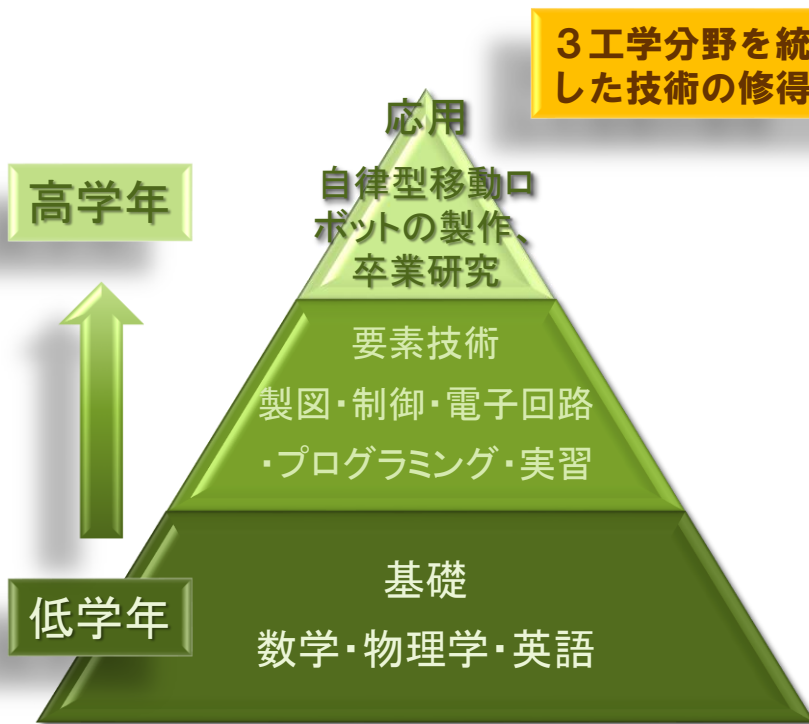 3工学分野を統
した技術の修得
応用
自律型移動ロ
ボットの製作、
卒業研究
高学年
要素技術
製図・制御・電子回路
・プログラミング・実習
低学年
基礎
数学・物理学・英語